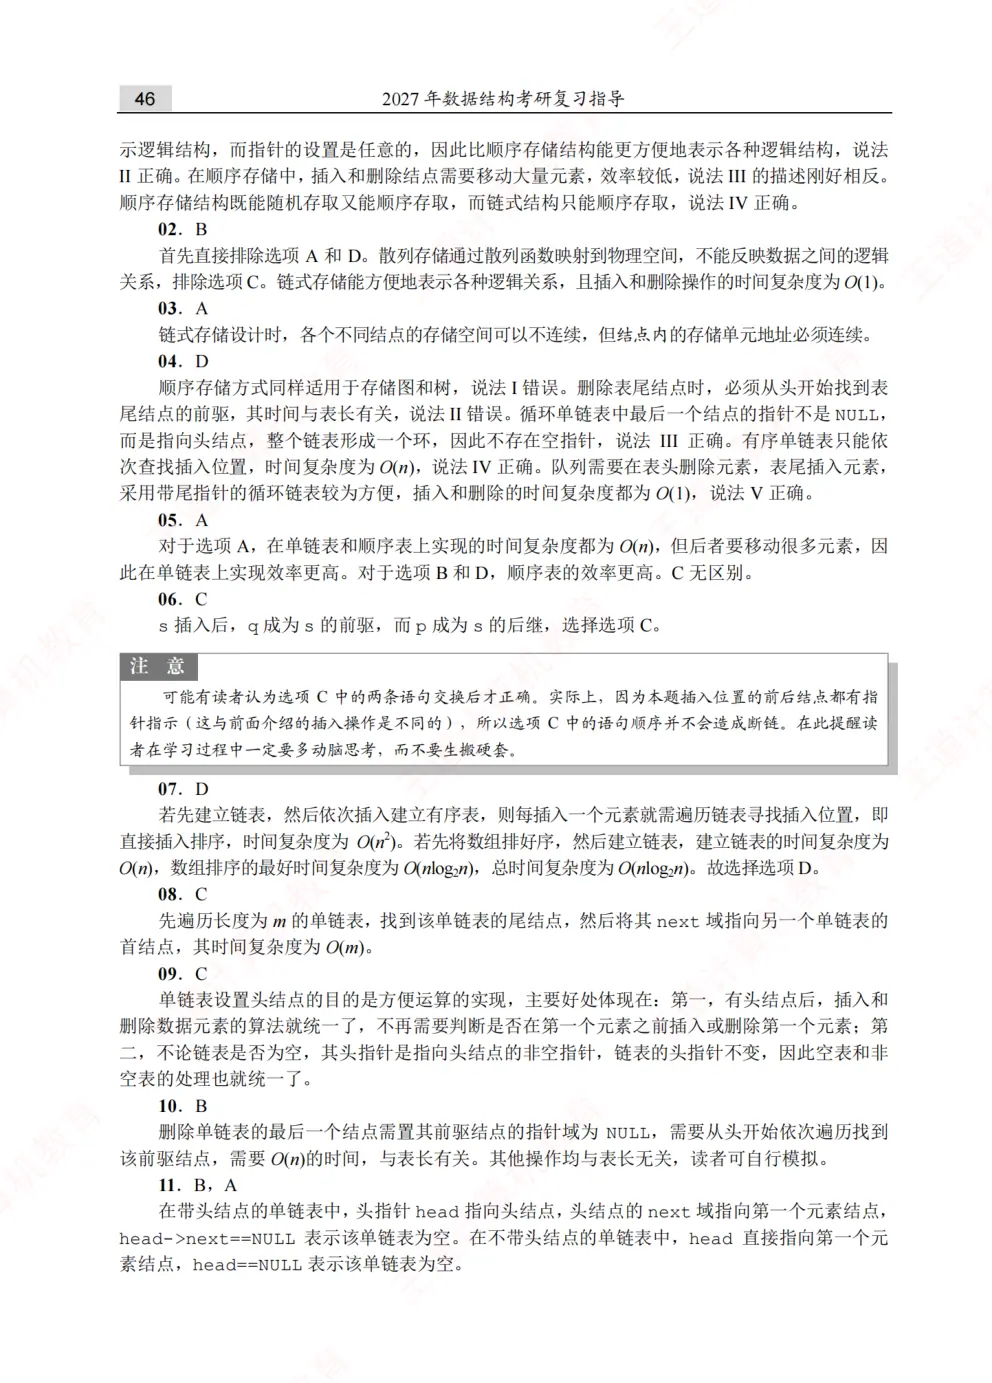 46
2027 年数据结构考研复习指导
示逻辑结构，而指针的设置是任意的，因此比顺序存储结构能更方便地表示各种逻辑结构，说法
II 正确。在顺序存储中，插入和删除结点需要移动大量元素，效率较低，说法 III 的描述刚好相反。
顺序存储结构既能随机存取又能顺序存取，而链式结构只能顺序存取，说法 IV 正确。
02．B
首先直接排除选项 A 和 D。散列存储通过散列函数映射到物理空间，不能反映数据之间的逻辑
关系，排除选项 C。链式存储能方便地表示各种逻辑关系，且插入和删除操作的时间复杂度为 O(1)。
03．A
链式存储设计时，各个不同结点的存储空间可以不连续，但结点内的存储单元地址必须连续。
04．D
顺序存储方式同样适用于存储图和树，说法 I 错误。删除表尾结点时，必须从头开始找到表
尾结点的前驱，其时间与表长有关，说法 II 错误。循环单链表中最后一个结点的指针不是 NULL，
而是指向头结点，整个链表形成一个环，因此不存在空指针，说法 III 正确。有序单链表只能依
次查找插入位置，时间复杂度为 O(n)，说法 IV 正确。队列需要在表头删除元素，表尾插入元素，
采用带尾指针的循环链表较为方便，插入和删除的时间复杂度都为 O(1)，说法 V 正确。
05．A
对于选项 A，在单链表和顺序表上实现的时间复杂度都为 O(n)，但后者要移动很多元素，因
此在单链表上实现效率更高。对于选项 B 和 D，顺序表的效率更高。C 无区别。
06．C
s 插入后，q 成为 s 的前驱，而 p 成为 s 的后继，选择选项 C。
注 意
可能有读者认为选项 C 中的两条语句交换后才正确。实际上，因为本题插入位置的前后结点都有指
针指示（这与前面介绍的插入操作是不同的），所以选项 C 中的语句顺序并不会造成断链。在此提醒读
者在学习过程中一定要多动脑思考，而不要生搬硬套。
07．D
若先建立链表，然后依次插入建立有序表，则每插入一个元素就需遍历链表寻找插入位置，即
直接插入排序，时间复杂度为 O(n²)。若先将数组排好序，然后建立链表，建立链表的时间复杂度为
O(n)，数组排序的最好时间复杂度为 O(nlog₂n)，总时间复杂度为 O(nlog₂n)。故选择选项 D。
08．C
先遍历长度为 m 的单链表，找到该单链表的尾结点，然后将其 next 域指向另一个单链表的
首结点，其时间复杂度为 O(m)。
09．C
单链表设置头结点的目的是方便运算的实现，主要好处体现在：第一，有头结点后，插入和
删除数据元素的算法就统一了，不再需要判断是否在第一个元素之前插入或删除第一个元素；第
二，不论链表是否为空，其头指针是指向头结点的非空指针，链表的头指针不变，因此空表和非
空表的处理也就统一了。
10．B
删除单链表的最后一个结点需置其前驱结点的指针域为 NULL，需要从头开始依次遍历找到
该前驱结点，需要 O(n)的时间，与表长有关。其他操作均与表长无关，读者可自行模拟。
11．B，A
在带头结点的单链表中，头指针 head 指向头结点，头结点的 next 域指向第一个元素结点，
head->next==NULL 表示该单链表为空。在不带头结点的单链表中，head 直接指向第一个元
素结点，head==NULL 表示该单链表为空。